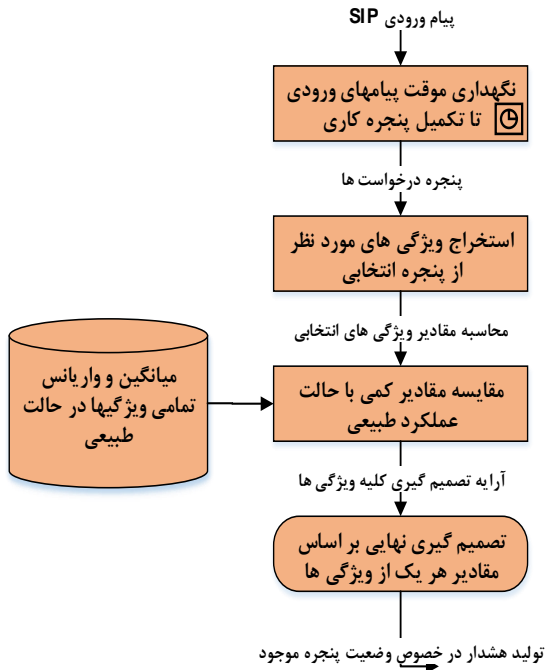 پیام ورودی SIP
نگهداری موقت پیامهای ورودی
تا تکمیل پنجره کاری
پنجره درخواست ها
استخراج ویژگی های مورد نظر
از پنجره انتخابی
محاسبه مقادیر ویژگی های انتخابی
میانگین و واریانس
تمامی ویژگیها در حالت
طبیعی
مقایسه مقادیر کمی با حالت
عملکرد طبیعی
آرایه تصمیم گیری کلیه ویژگی ها
تصمیم گیری نهایی بر اساس
مقادیر هر یک از ویژگی ها
تولید هشدار در خصوص وضعیت پنجره موجود